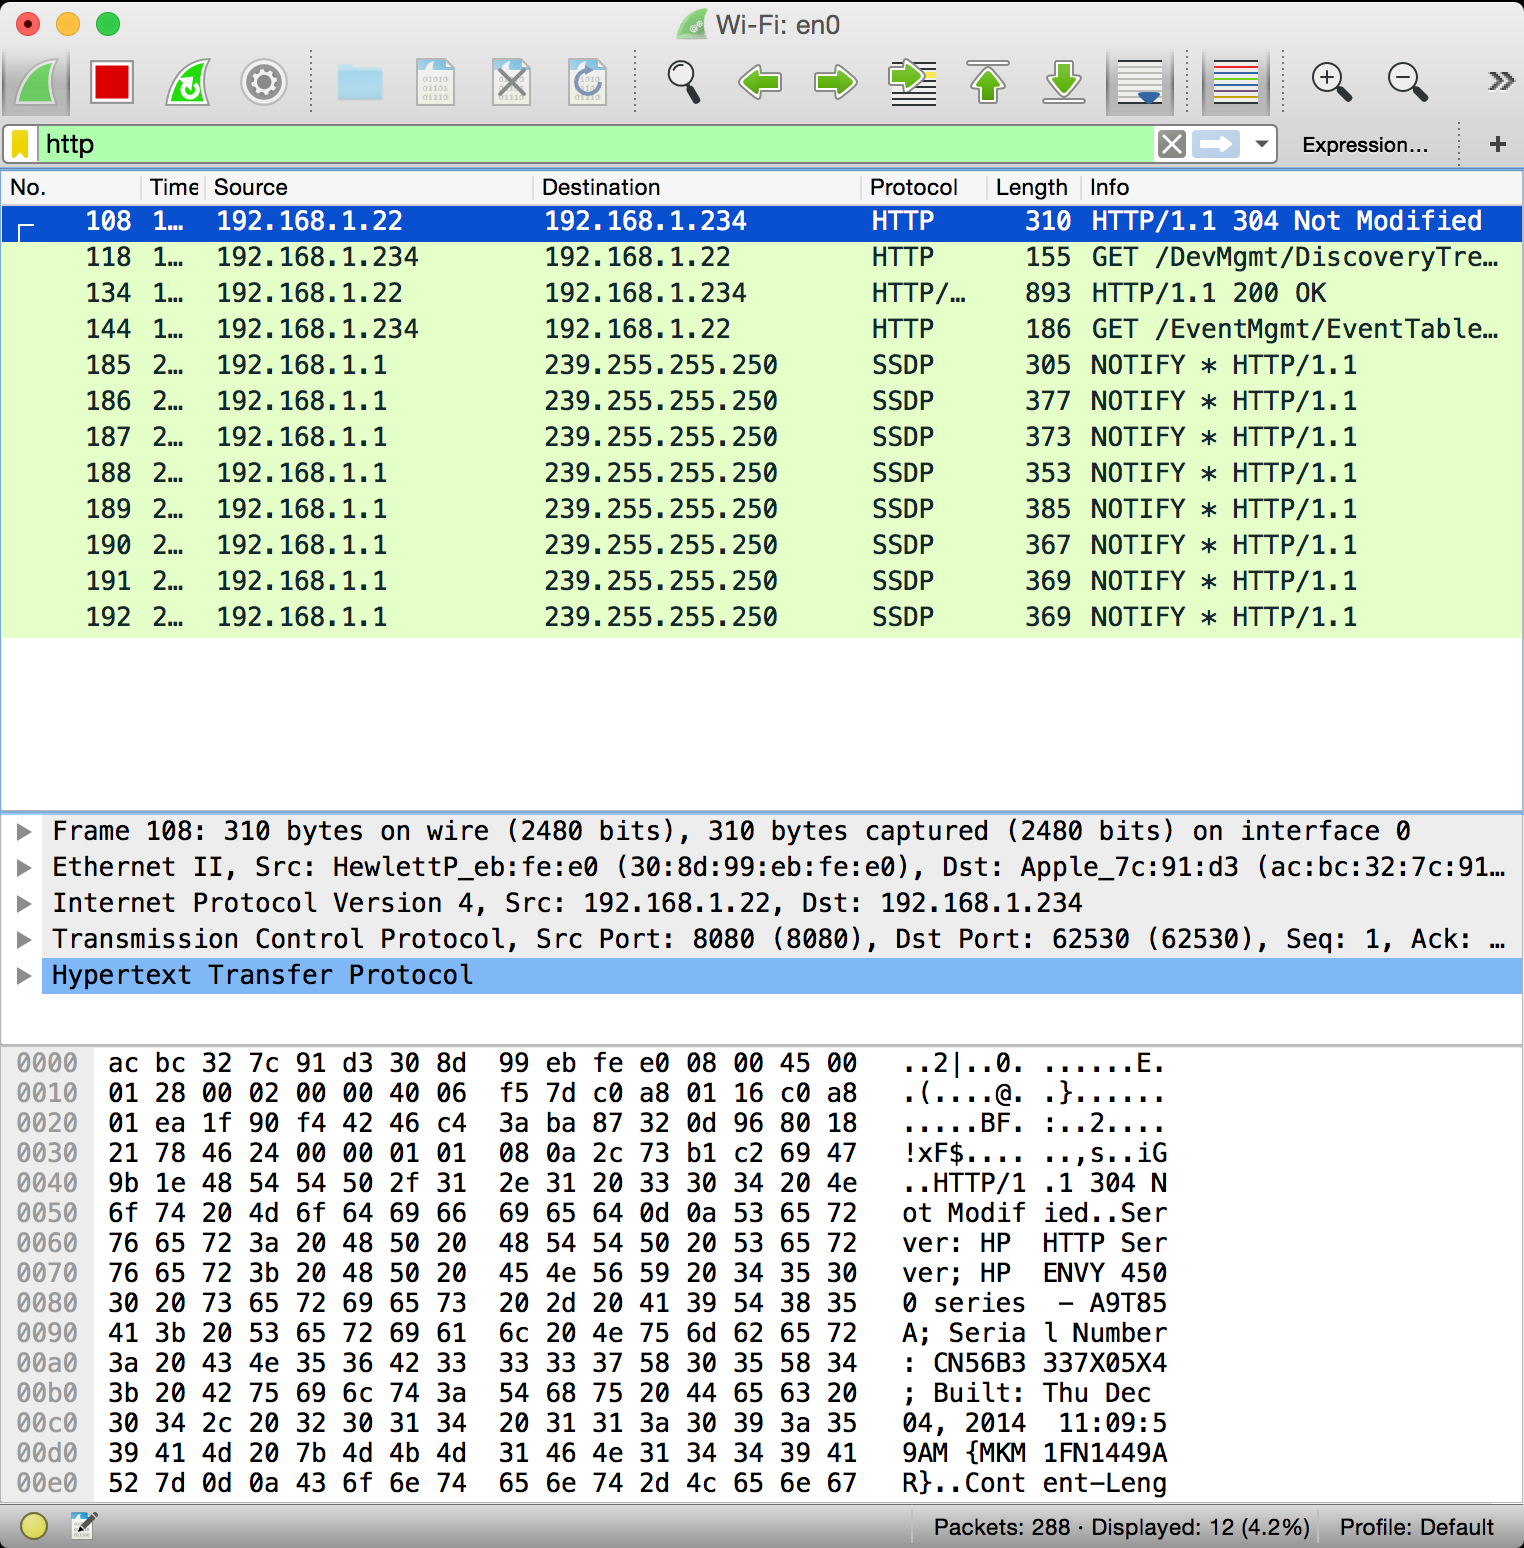 Wi-Fi: en0
http
Expression…
+
No. Time Source Destination Protocol Length Info
108 1… 192.168.1.22 192.168.1.234 HTTP 310 HTTP/1.1 304 Not Modified
118 1… 192.168.1.234 192.168.1.22 HTTP 155 GET /DevMgmt/DiscoveryTre…
134 1… 192.168.1.22 192.168.1.234 HTTP/… 893 HTTP/1.1 200 OK
144 1… 192.168.1.234 192.168.1.22 HTTP 186 GET /EventMgmt/EventTable…
185 2… 192.168.1.1 239.255.255.250 SSDP 305 NOTIFY * HTTP/1.1
186 2… 192.168.1.1 239.255.255.250 SSDP 377 NOTIFY * HTTP/1.1
187 2… 192.168.1.1 239.255.255.250 SSDP 373 NOTIFY * HTTP/1.1
188 2… 192.168.1.1 239.255.255.250 SSDP 353 NOTIFY * HTTP/1.1
189 2… 192.168.1.1 239.255.255.250 SSDP 385 NOTIFY * HTTP/1.1
190 2… 192.168.1.1 239.255.255.250 SSDP 367 NOTIFY * HTTP/1.1
191 2… 192.168.1.1 239.255.255.250 SSDP 369 NOTIFY * HTTP/1.1
192 2… 192.168.1.1 239.255.255.250 SSDP 369 NOTIFY * HTTP/1.1
Frame 108: 310 bytes on wire (2480 bits), 310 bytes captured (2480 bits) on interface 0
Ethernet II, Src: HewlettP_eb:fe:e0 (30:8d:99:eb:fe:e0), Dst: Apple_7c:91:d3 (ac:bc:32:7c:91…
Internet Protocol Version 4, Src: 192.168.1.22, Dst: 192.168.1.234
Transmission Control Protocol, Src Port: 8080 (8080), Dst Port: 62530 (62530), Seq: 1, Ack: …
Hypertext Transfer Protocol
0000 ac bc 32 7c 91 d3 30 8d 99 eb fe e0 08 00 45 00 ..2|..0. ......E.
0010 01 28 00 02 00 00 40 06 f5 7d c0 a8 01 16 c0 a8 .(....@. .}......
0020 01 ea 1f 90 f4 42 46 c4 3a ba 87 32 0d 96 80 18 .....BF. :..2....
0030 21 78 46 24 00 00 01 01 08 0a 2c 73 b1 c2 69 47 !xF$.... ..,s..iG
0040 9b 1e 48 54 54 50 2f 31 2e 31 20 33 30 34 20 4e ..HTTP/1 .1 304 N
0050 6f 74 20 4d 6f 64 69 66 69 65 64 0d 0a 53 65 72 ot Modif ied..Ser
0060 76 65 72 3a 20 48 50 20 48 54 54 50 20 53 65 72 ver: HP HTTP Ser
0070 76 65 72 3b 20 48 50 20 45 4e 56 59 20 34 35 30 ver; HP ENVY 450
0080 30 20 73 65 72 69 65 73 20 2d 20 41 39 54 38 35 0 series - A9T85
0090 41 3b 20 53 65 72 69 61 6c 20 4e 75 6d 62 65 72 A; Seria l Number
00a0 3a 20 43 4e 35 36 42 33 33 33 37 58 30 35 58 34 : CN56B3 337X05X4
00b0 3b 20 42 75 69 6c 74 3a 54 68 75 20 44 65 63 20 ; Built: Thu Dec
00c0 30 34 2c 20 32 30 31 34 20 31 31 3a 30 39 3a 35 04, 2014 11:09:5
00d0 39 41 4d 20 7b 4d 4b 4d 31 46 4e 31 34 34 39 41 9AM {MKM 1FN1449A
00e0 52 7d 0d 0a 43 6f 6e 74 65 6e 74 2d 4c 65 6e 67 R}..Cont ent-Leng
Packets: 288 · Displayed: 12 (4.2%) Profile: Default